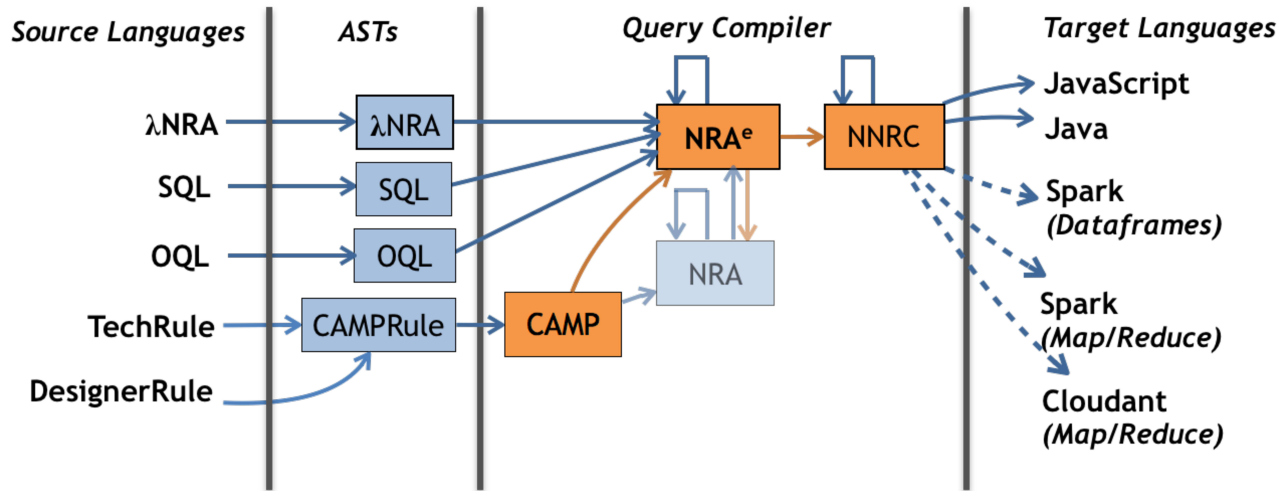 Source Languages
ASTs
Query Compiler
Target Languages
λNRA
SQL
OQL
TechRule
DesignerRule
λNRA
SQL
OQL
CAMPRule
CAMP
NRAᵉ
NRA
NNRC
JavaScript
Java
Spark
(Dataframes)
Spark
(Map/Reduce)
Cloudant
(Map/Reduce)